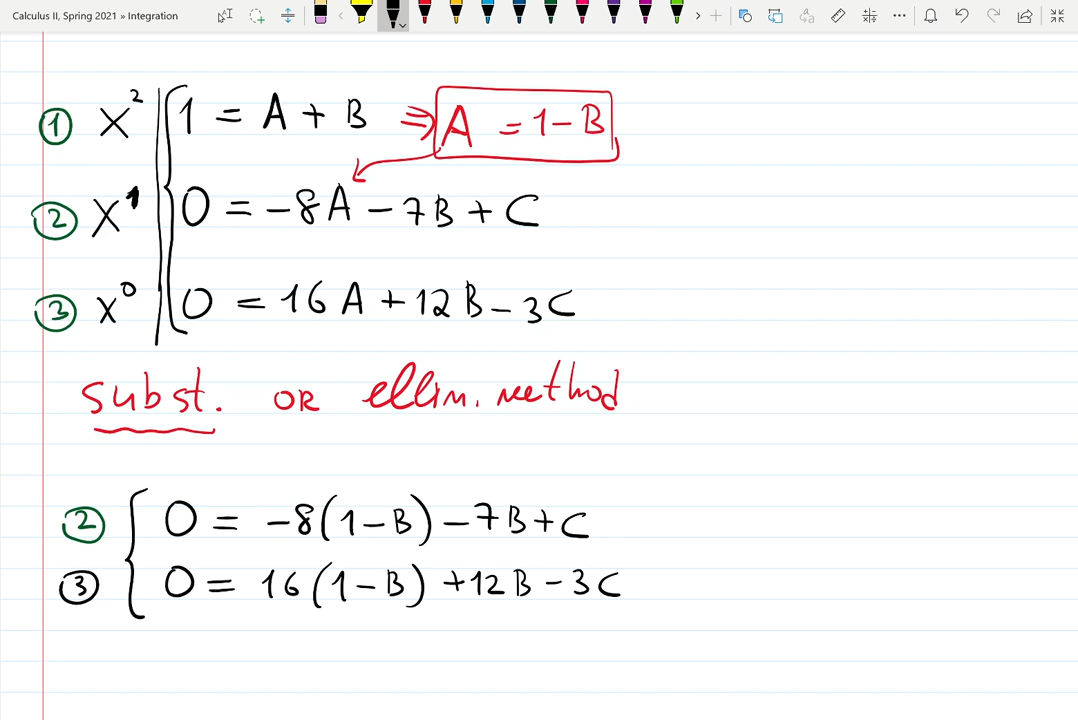 Calculus II, Spring 2021 » Integration
① x² 1 = A + B ⇒ A = 1 - B
② x¹ 0 = -8A - 7B + C
③ x⁰ 0 = 16A + 12B - 3C
subst. OR ellim. method
② 0 = -8(1-B) - 7B + C
③ 0 = 16(1-B) + 12B - 3C